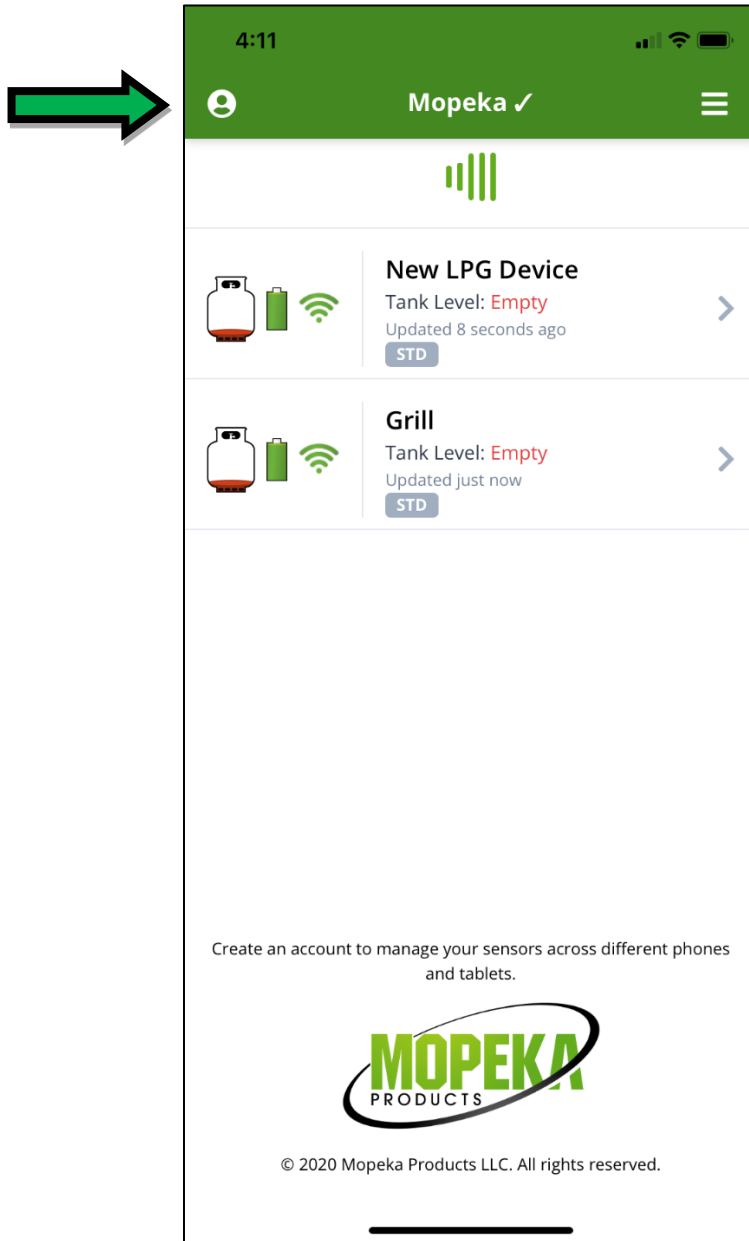 4:11
Mopeka ✓
New LPG Device
Tank Level: Empty
Updated 8 seconds ago
STD
Grill
Tank Level: Empty
Updated just now
STD
Create an account to manage your sensors across different phones
and tablets.
MOPEKA
PRODUCTS
© 2020 Mopeka Products LLC. All rights reserved.